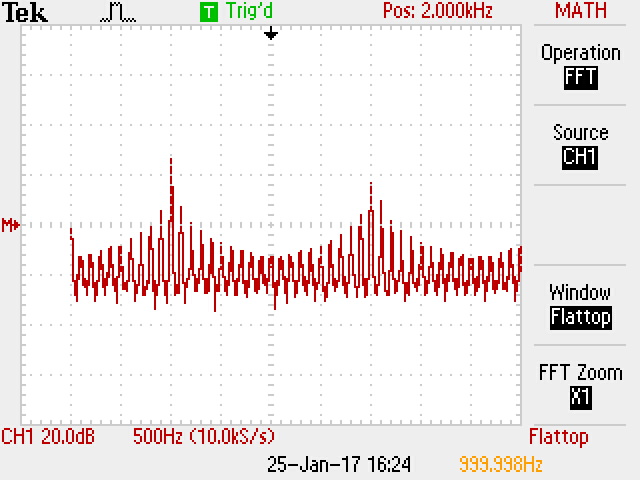 Tek T Trig'd Pos: 2.000kHz MATH
Operation
FFT
Source
CH1
M
Window
Flattop
FFT Zoom
X1
CH1 20.0dB 500Hz (10.0kS/s) Flattop
25-Jan-17 16:24 999.998Hz